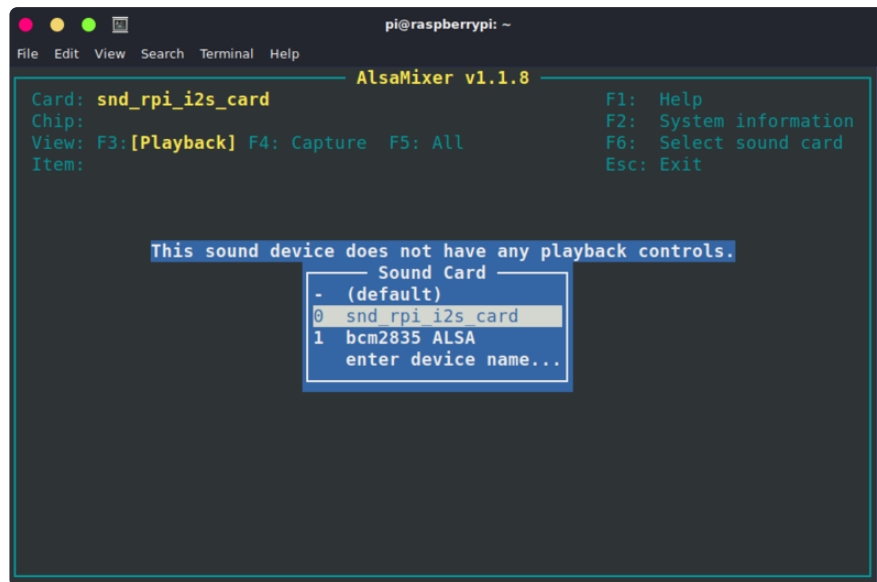 pi@raspberrypi: ~
File Edit View Search Terminal Help
AlsaMixer v1.1.8
Card: snd_rpi_i2s_card F1: Help
Chip: F2: System information
View: F3:[Playback] F4: Capture F5: All F6: Select sound card
Item: Esc: Exit
This sound device does not have any playback controls.
Sound Card
- (default)
0 snd_rpi_i2s_card
1 bcm2835 ALSA
enter device name...